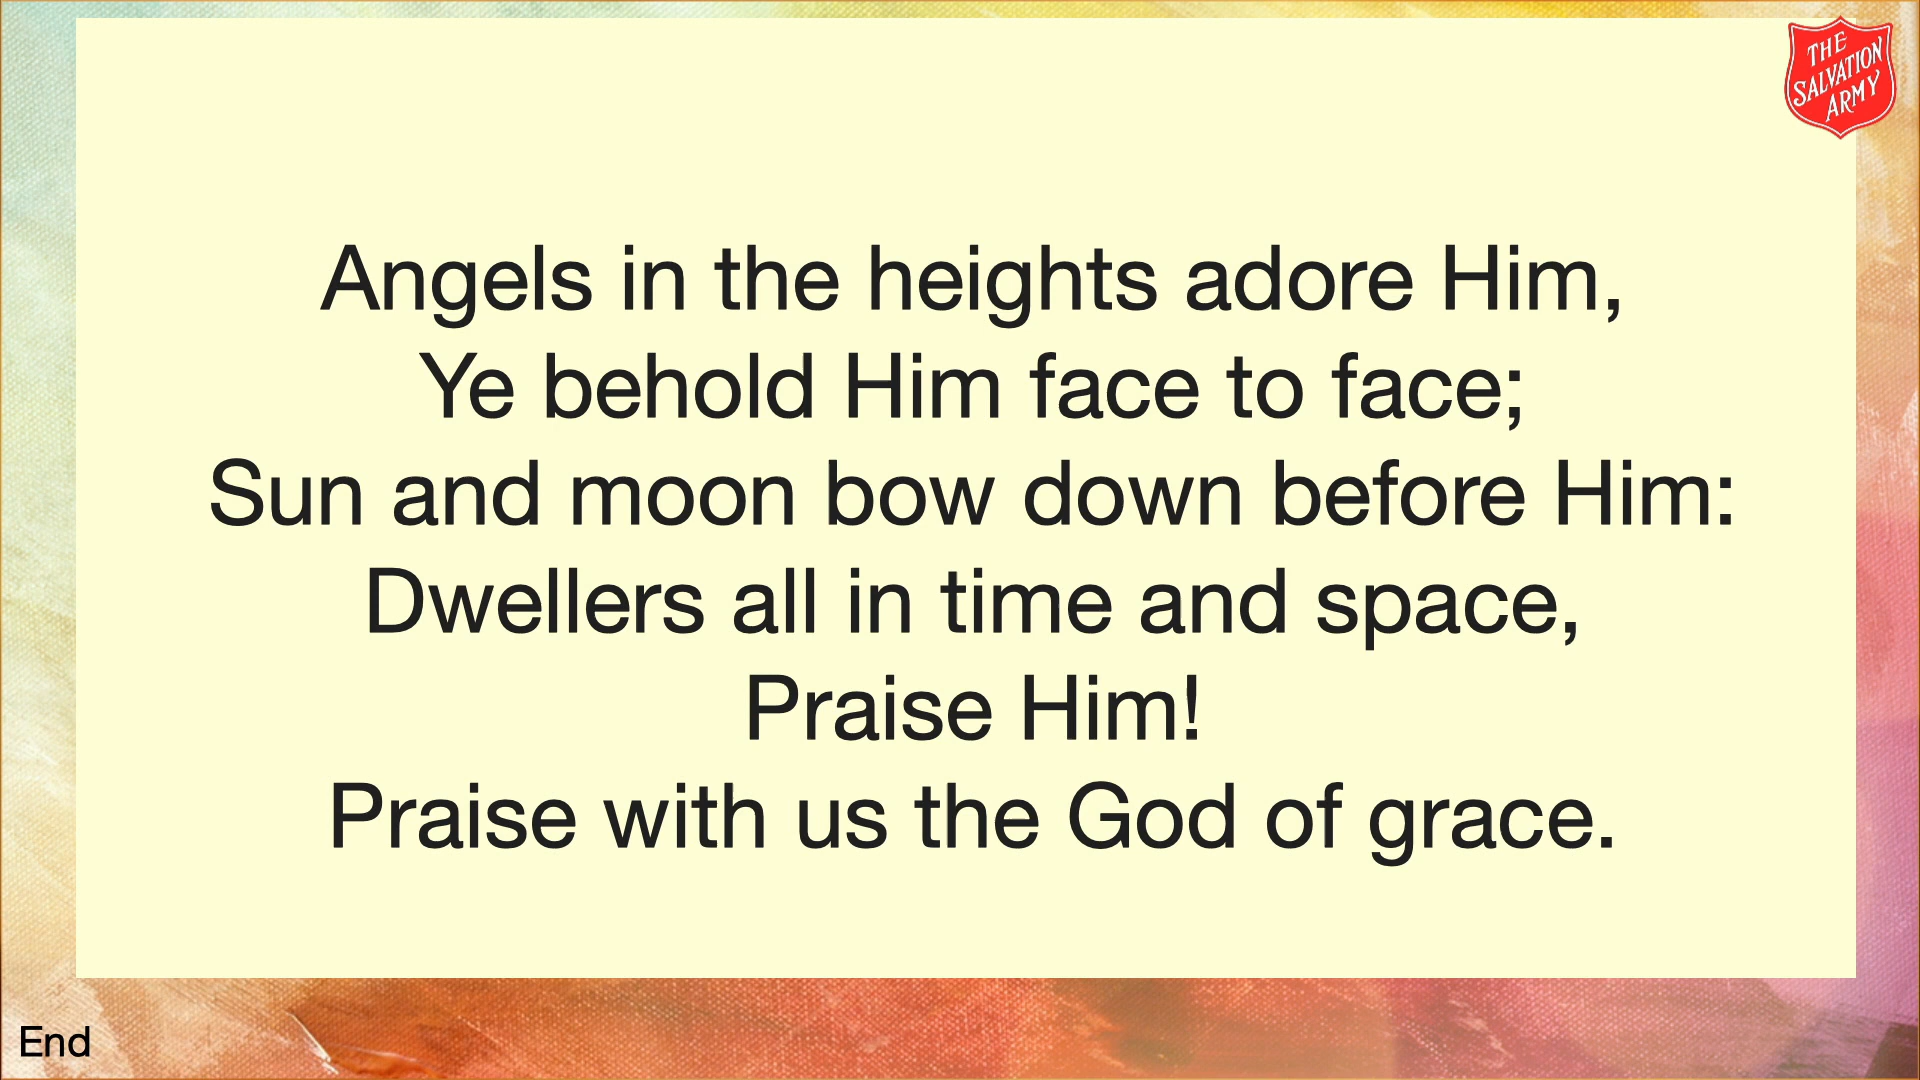 THE
SALVATION
ARMY
Angels in the heights adore Him,
Ye behold Him face to face;
Sun and moon bow down before Him:
Dwellers all in time and space,
Praise Him!
Praise with us the God of grace.
End